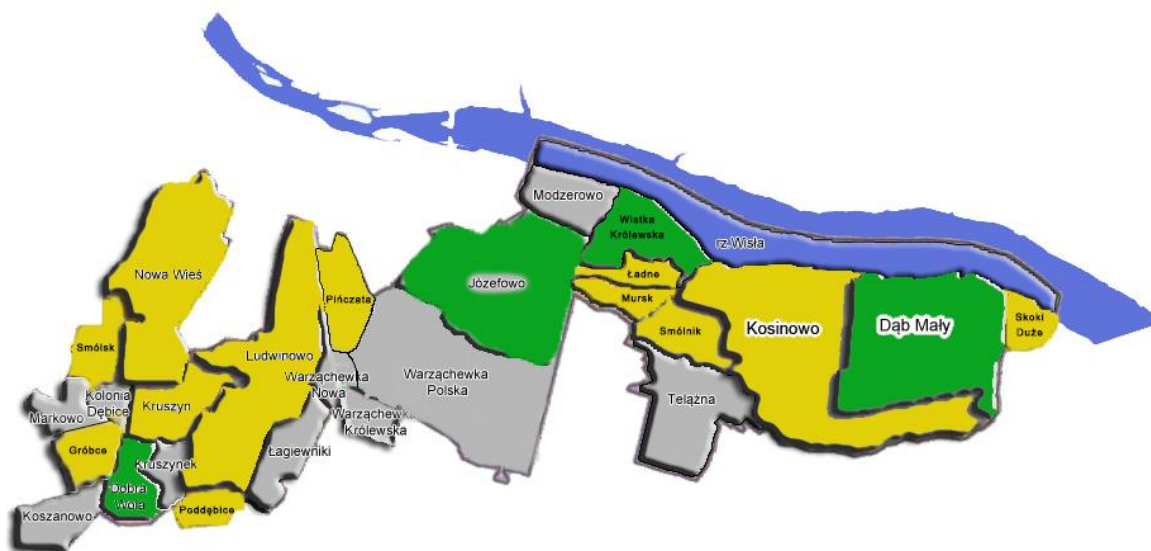 Modzerowo
Wistka
Królewska
rz.Wisła
Nowa Wieś
Ładne
Józefowo
Pińczata
Mursk
Skoki
Duże
Smólnik
Kosinowo
Dąb Mały
Smólsk
Ludwinowo
Warząchewka
Nowa
Warząchewka
Polska
Kolonia
Dębice
Markowo
Kruszyn
Telążna
Warząchewka
Królewska
Gróbce
Łagiewniki
Kruszynek
Dobra
Wola
Poddębice
Koszanowo